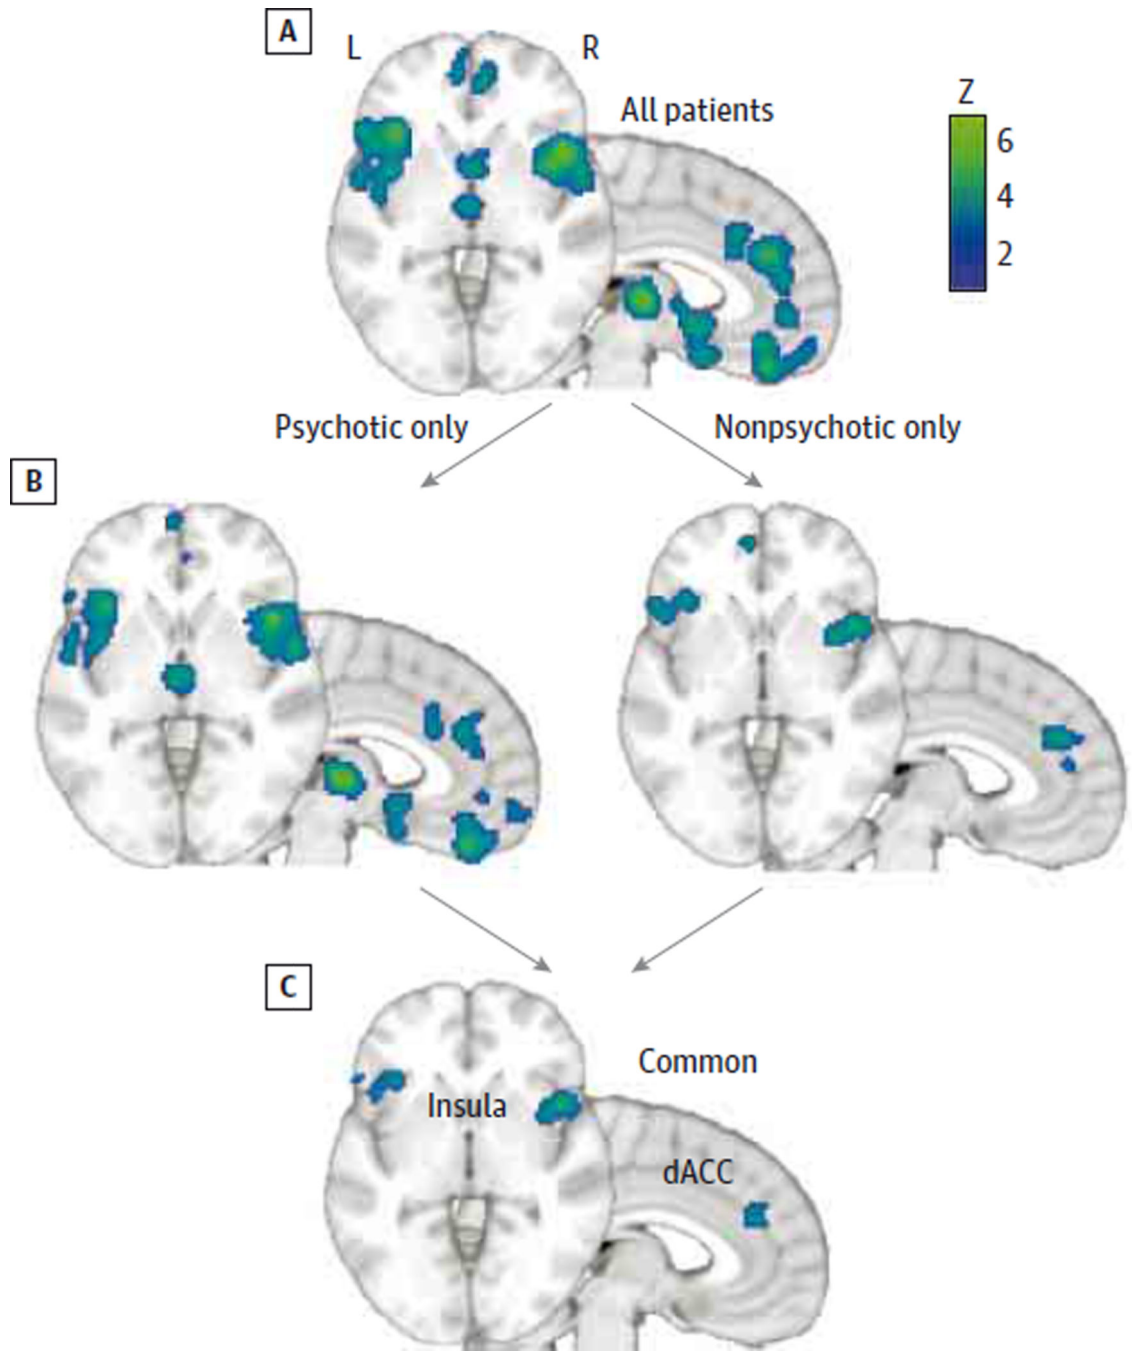 A
L
R
All patients
Z
6
4
2
Psychotic only
Nonpsychotic only
B
C
Common
Insula
dACC